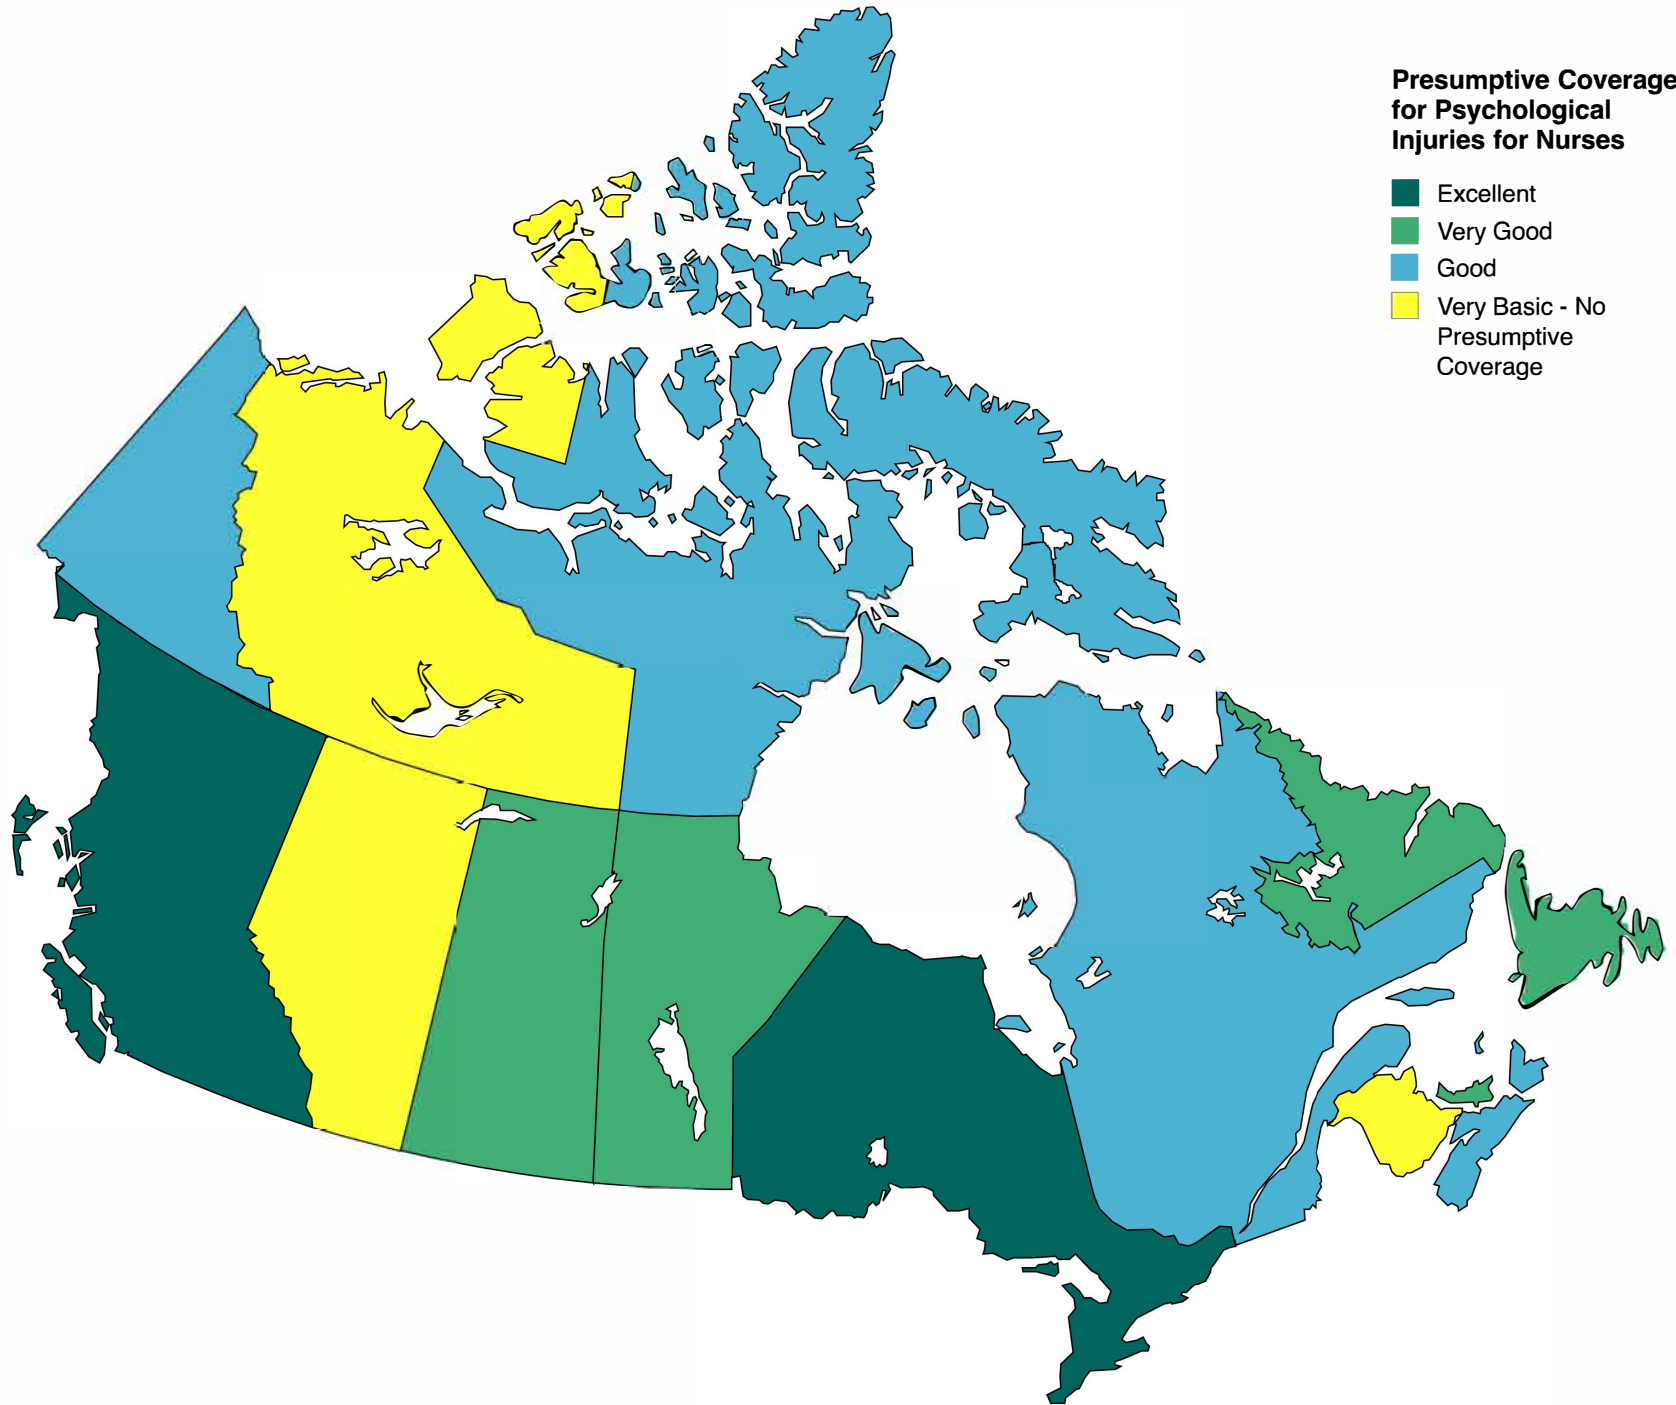 Presumptive Coverage
for Psychological
Injuries for Nurses
Excellent
Very Good
Good
Very Basic - No
Presumptive
Coverage